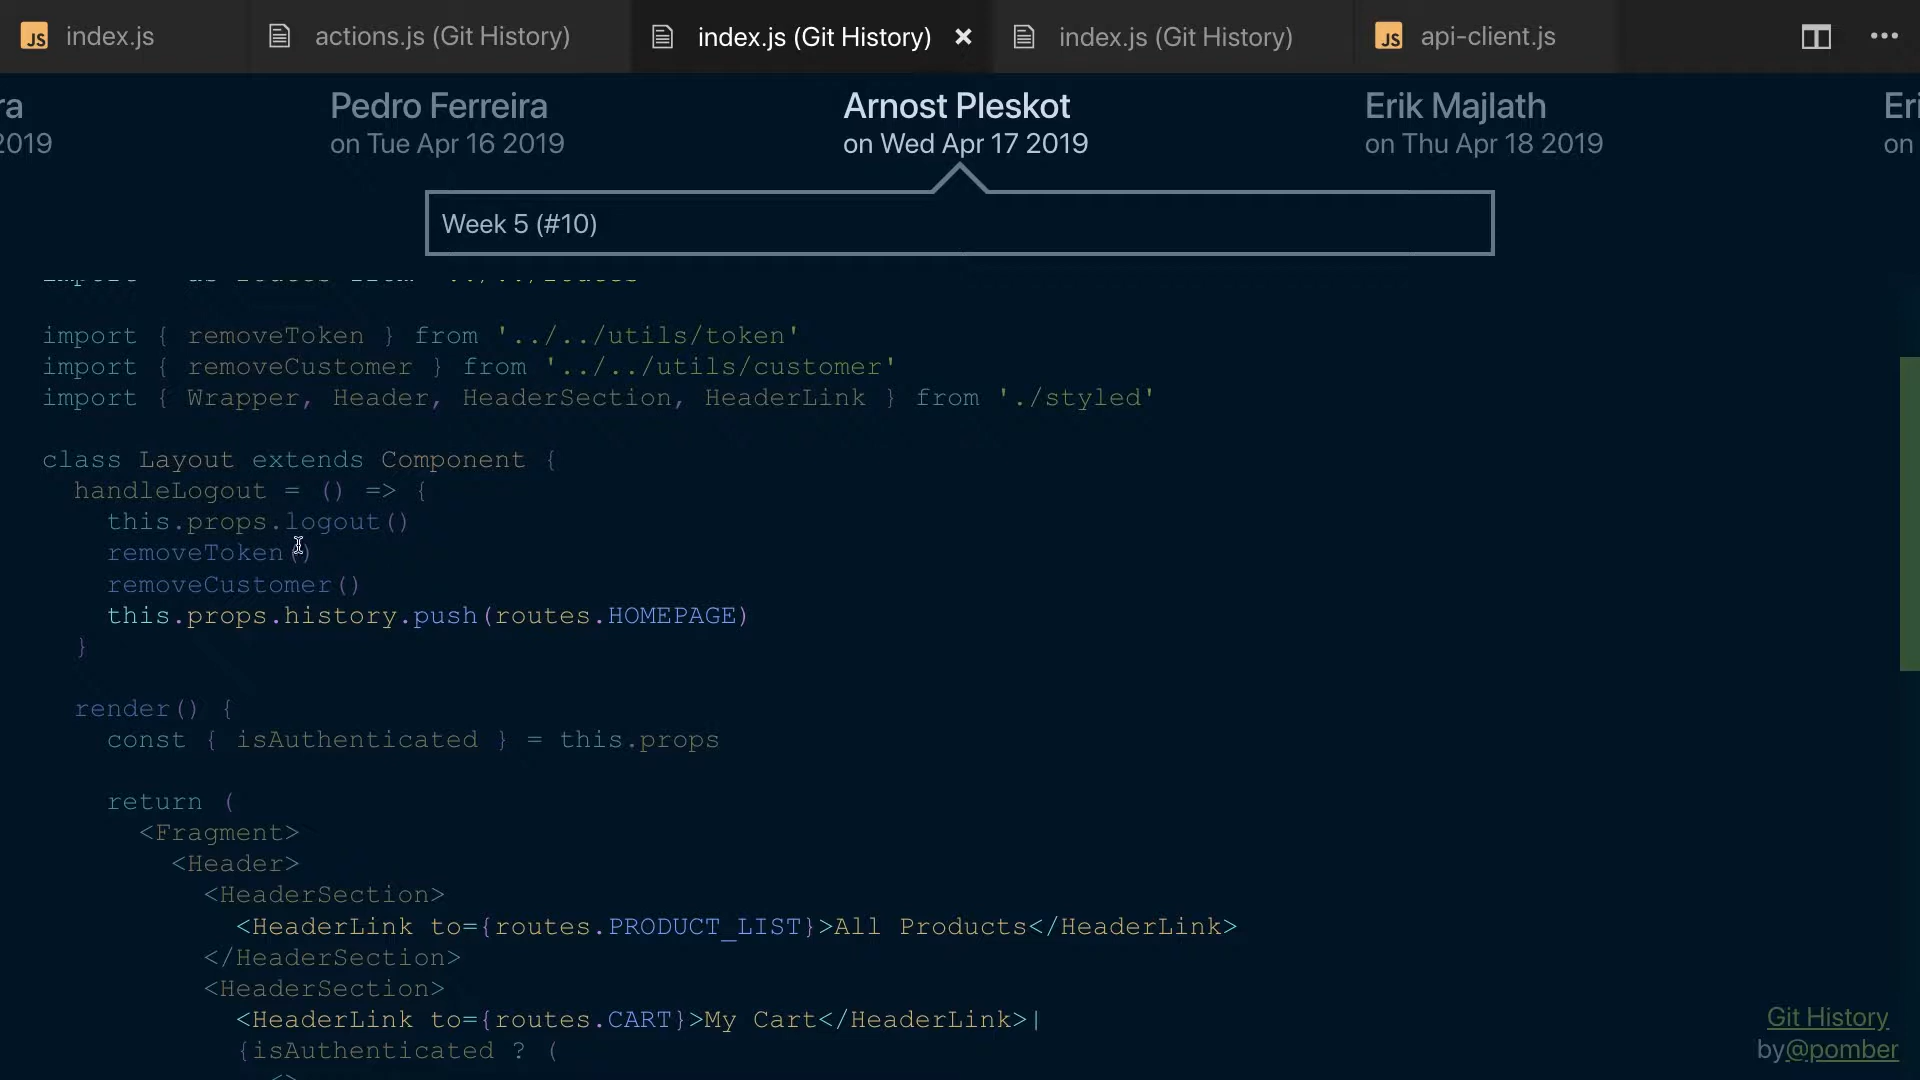 index.js
actions.js (Git History)
index.js (Git History)
index.js (Git History)
api-client.js
ra
2019
Pedro Ferreira
on Tue Apr 16 2019
Arnost Pleskot
on Wed Apr 17 2019
Erik Majlath
on Thu Apr 18 2019
Eri
on
Week 5 (#10)
import { removeToken } from '../../utils/token'
import { removeCustomer } from '../../utils/customer'
import { Wrapper, Header, HeaderSection, HeaderLink } from './styled'
class Layout extends Component {
handleLogout = () => {
this.props.logout()
removeToken()
removeCustomer()
this.props.history.push(routes.HOMEPAGE)
}
render() {
const { isAuthenticated } = this.props
return (
<Fragment>
<Header>
<HeaderSection>
<HeaderLink to={routes.PRODUCT_LIST}>All Products</HeaderLink>
</HeaderSection>
<HeaderSection>
<HeaderLink to={routes.CART}>My Cart</HeaderLink>|
{isAuthenticated ? (
Git History
by@pomber